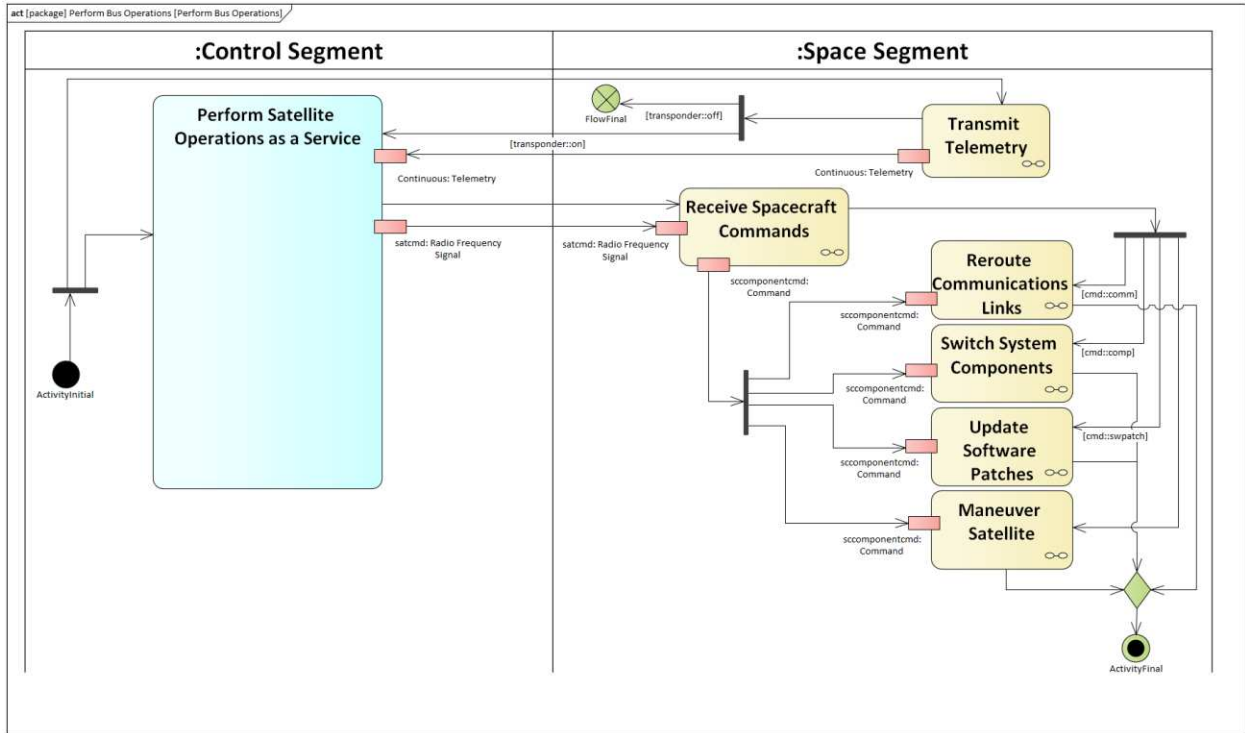 act [package] Perform Bus Operations [Perform Bus Operations]
:Control Segment
:Space Segment
Perform Satellite
Operations as a Service
FlowFinal
[transponder::off]
[transponder::on]
Transmit
Telemetry
Continuous: Telemetry
Continuous: Telemetry
Receive Spacecraft
Commands
satcmd: Radio Frequency
Signal
satcmd: Radio Frequency
Signal
sccomponentcmd:
Command
Reroute
Communications
Links
[cmd::comm]
sccomponentcmd:
Command
Switch System
Components
[cmd::comp]
sccomponentcmd:
Command
ActivityInitial
Update
Software
Patches
[cmd::swpatch]
sccomponentcmd:
Command
Maneuver
Satellite
sccomponentcmd:
Command
ActivityFinal